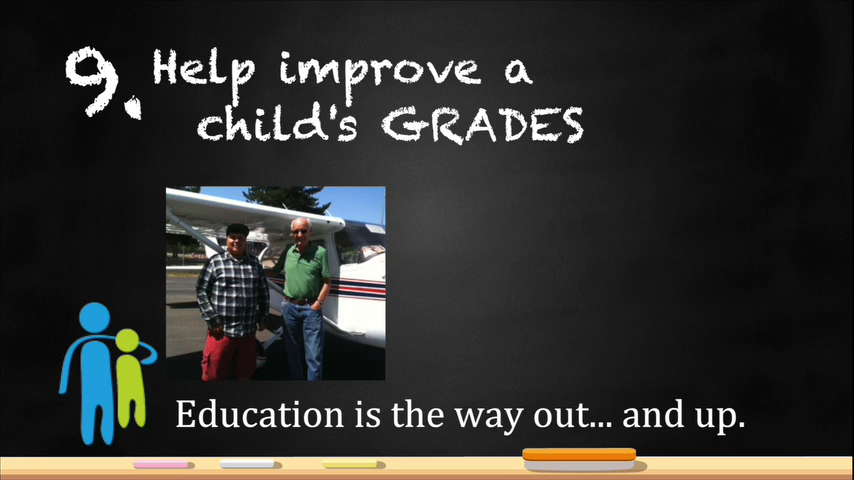 9. Help improve a
child's GRADES
Education is the way out... and up.